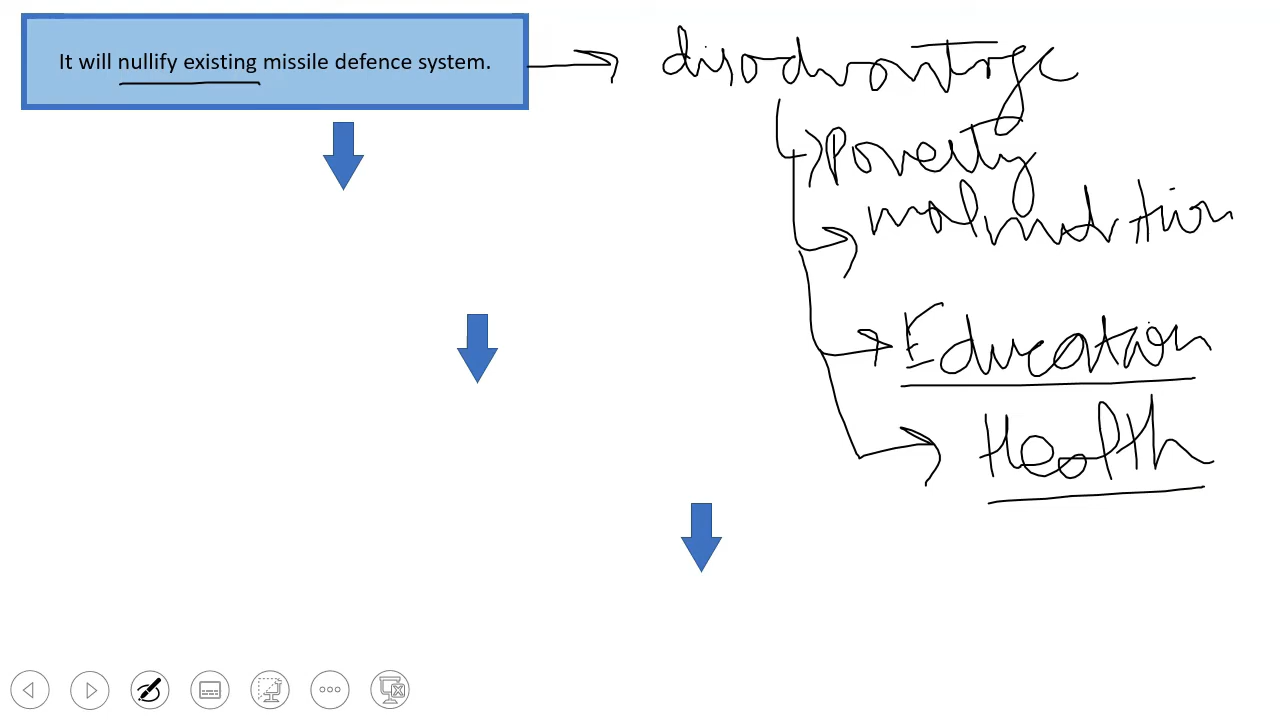 It will nullify existing missile defence system.
disadvantage
Poverty
malnutrition
Education
Health